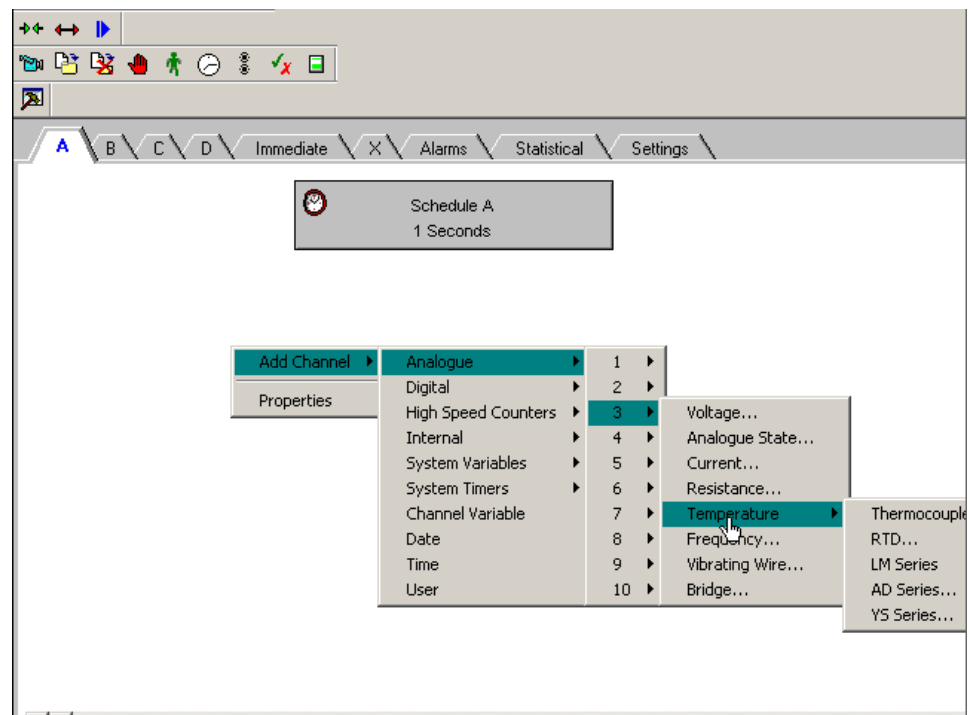 A B C D Immediate X Alarms Statistical Settings
Schedule A
1 Seconds
Add Channel
Properties
Analogue
Digital
High Speed Counters
Internal
System Variables
System Timers
Channel Variable
Date
Time
User
1
2
3
4
5
6
7
8
9
10
Voltage...
Analogue State...
Current...
Resistance...
Temperature
Frequency...
Vibrating Wire...
Bridge...
Thermocouple
RTD...
LM Series
AD Series...
YS Series...